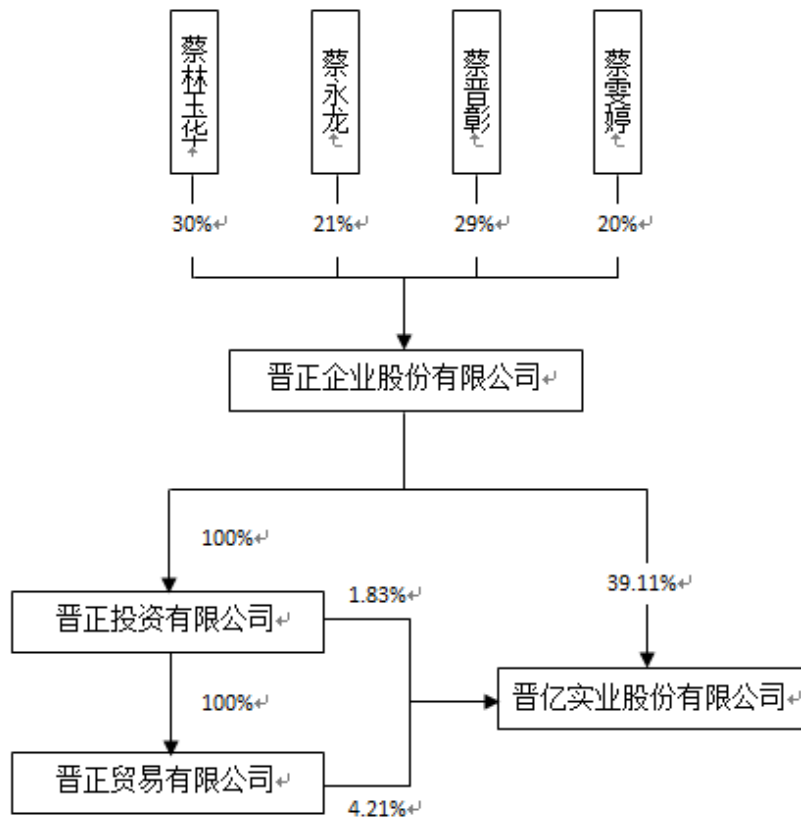 蔡林玉华
蔡永龙
蔡晋彰
蔡雯婷
30%
21%
29%
20%
晋正企业股份有限公司
100%
39.11%
晋正投资有限公司
1.83%
晋亿实业股份有限公司
100%
晋正贸易有限公司
4.21%